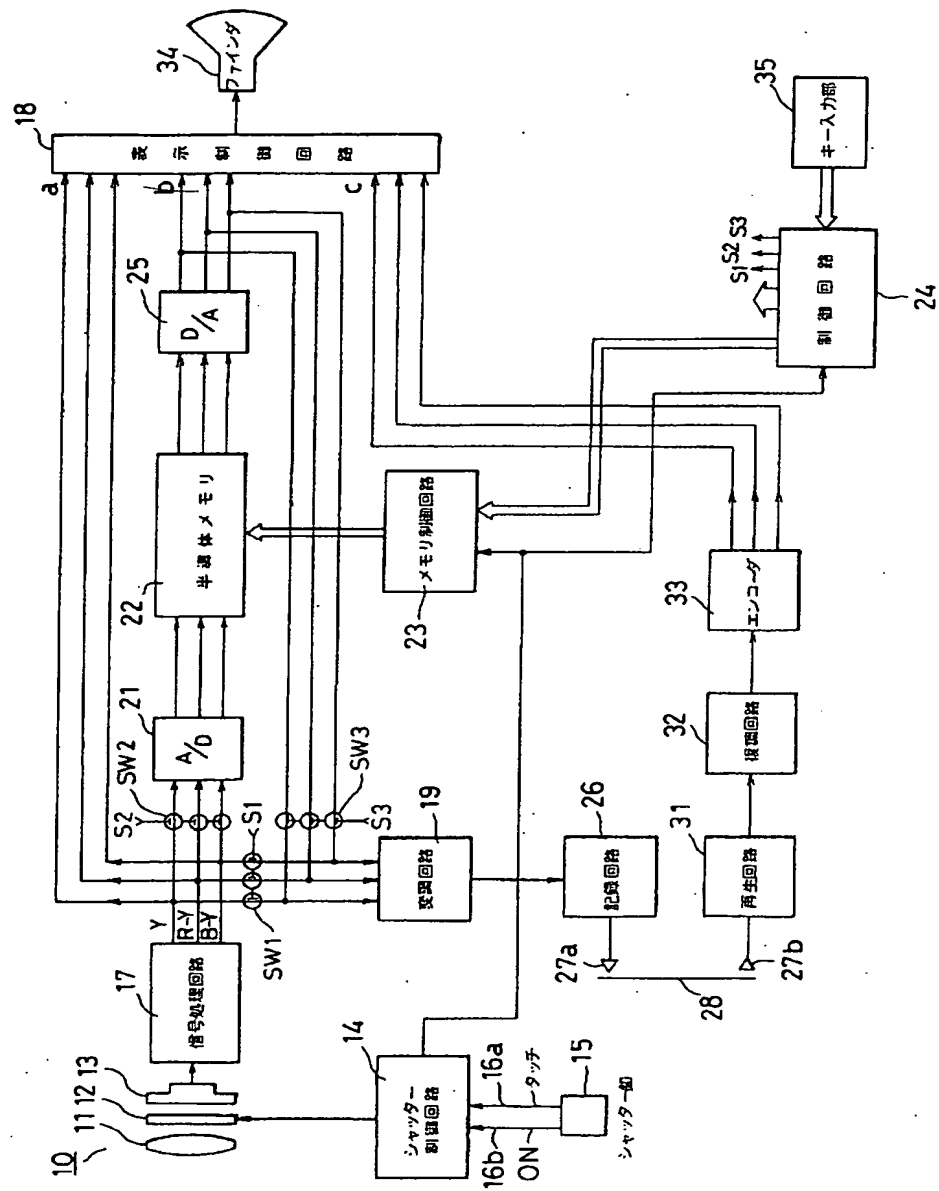 10
11
12
13
17
信号処理回路
Y
R-Y
B-Y
SW1
S1
S2
SW2
21
A/D
22
半導体メモリ
25
D/A
a
b
c
18
表示制御回路
34
ファインダ
SW3
S3
19
変調回路
23
メモリ制御回路
14
シャッター
制御回路
16a
タッチ
16b
ON
15
シャッター釦
26
記録回路
27a
28
27b
31
再生回路
32
復調回路
33
エンコーダ
S1
S2
S3
制御回路
24
35
キー入力部